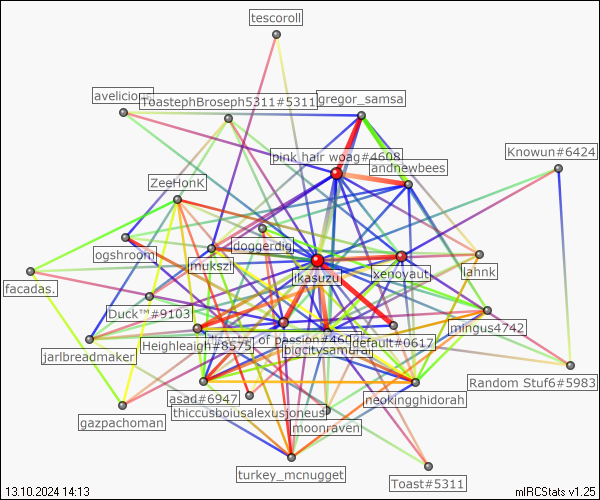 tescoroll
avelicious
ToastephBroseph5311#5311
gregor_samsa
Knowun#6424
pink hair woag#4608
andnewbees
ZeeHonk
doggerdig
ogshroom
mukszi
jkasuzu
xenoyaut
lahnk
facadas.
Duck™#9103
mingus4742
Heighleaigh#8575
of passion#460
default#0617
bigcitysamurai
jarlbreadmaker
Random Stuf6#5983
asad#6947
neokingghidorah
gazpachoman
thiccusboiusalexusjoneus
moonraven
turkey_mcnugget
Toast#5311
13.10.2024 14:13
mIRCStats v1.25